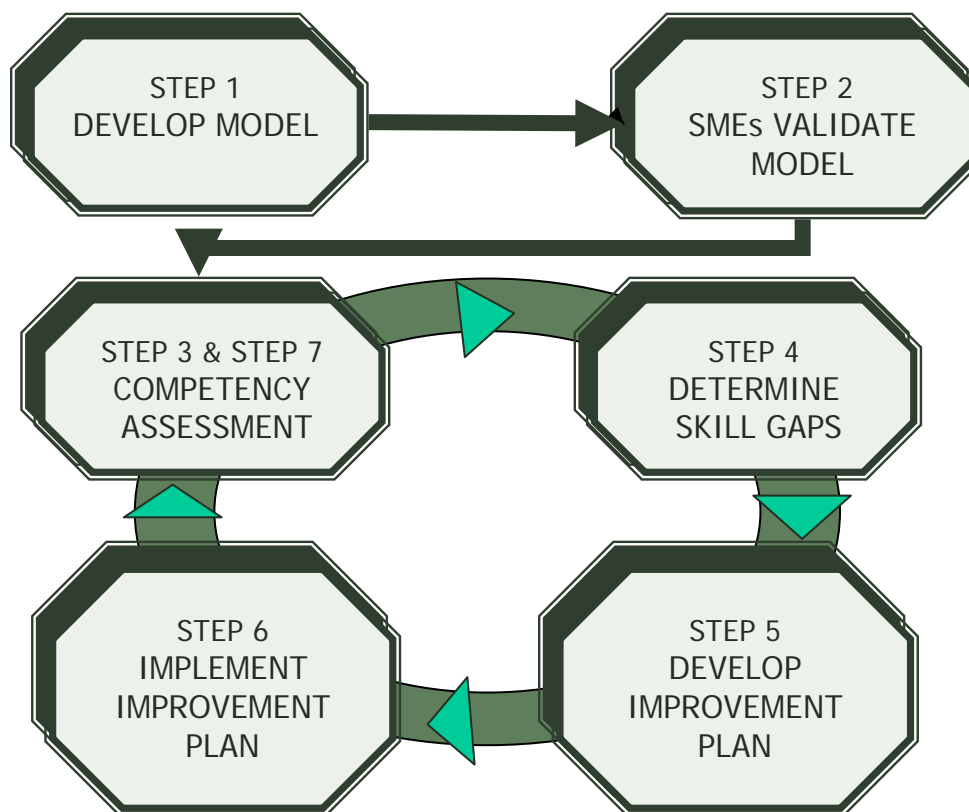 STEP 1
DEVELOP MODEL
STEP 2
SMEs VALIDATE
MODEL
STEP 3 & STEP 7
COMPETENCY
ASSESSMENT
STEP 4
DETERMINE
SKILL GAPS
STEP 5
DEVELOP
IMPROVEMENT
PLAN
STEP 6
IMPLEMENT
IMPROVEMENT
PLAN